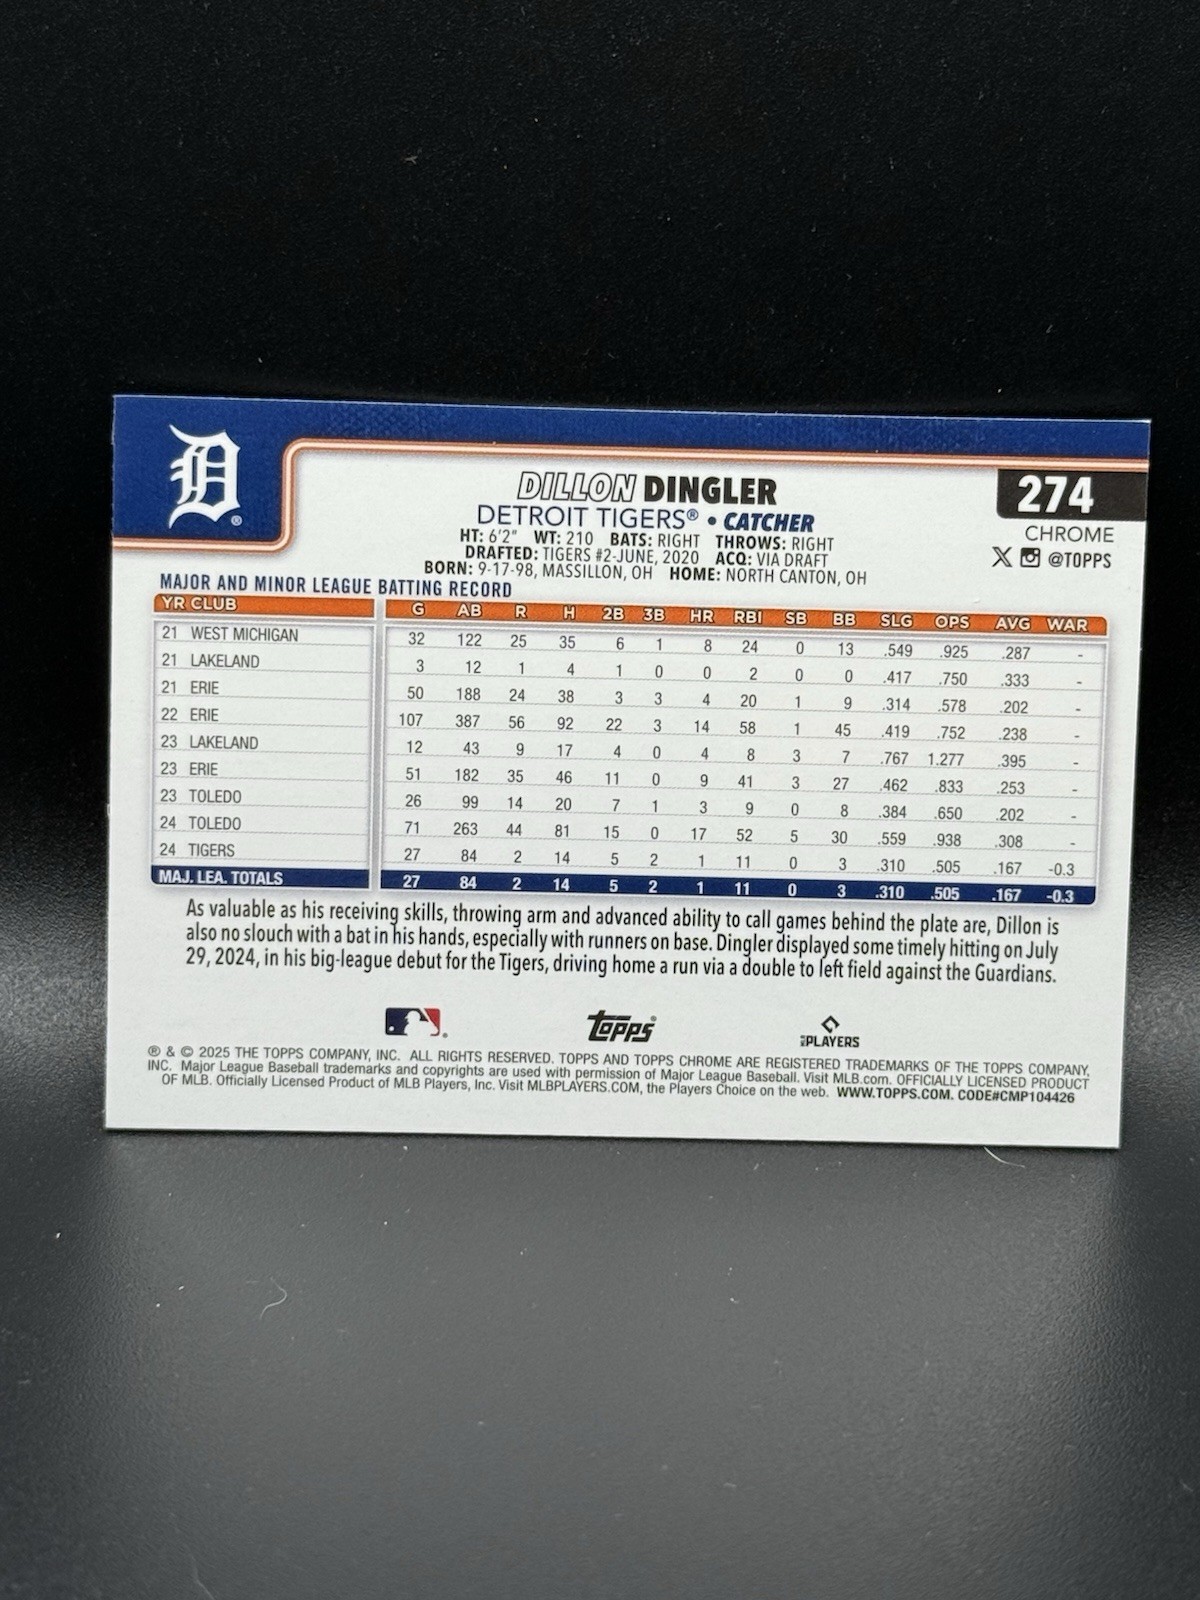 D®
DILLON DINGLER
274
DETROIT TIGERS® • CATCHER
CHROME
HT: 6'2" WT: 210 BATS: RIGHT THROWS: RIGHT
X @TOPPS
DRAFTED: TIGERS #2-JUNE, 2020 ACQ: VIA DRAFT
BORN: 9-17-98, MASSILLON, OH HOME: NORTH CANTON, OH
MAJOR AND MINOR LEAGUE BATTING RECORD
YR CLUB G AB R H 2B 3B HR RBI SB BB SLG OPS AVG WAR
21 WEST MICHIGAN 32 122 25 35 6 1 8 24 0 13 .549 .925 .287 -
21 LAKELAND 3 12 1 4 1 0 0 2 0 0 .417 .750 .333 -
21 ERIE 50 188 24 38 3 3 4 20 1 9 .314 .578 .202 -
22 ERIE 107 387 56 92 22 3 14 58 1 45 .419 .752 .238 -
23 LAKELAND 12 43 9 17 4 0 4 8 3 7 .767 1.277 .395 -
23 ERIE 51 182 35 46 11 0 9 41 3 27 .462 .833 .253 -
23 TOLEDO 26 99 14 20 7 1 3 9 0 8 .384 .650 .202 -
24 TOLEDO 71 263 44 81 15 0 17 52 5 30 .559 .938 .308 -
24 TIGERS 27 84 2 14 5 2 1 11 0 3 .310 .505 .167 -0.3
MAJ. LEA. TOTALS 27 84 2 14 5 2 1 11 0 3 .310 .505 .167 -0.3
As valuable as his receiving skills, throwing arm and advanced ability to call games behind the plate are, Dillon is
also no slouch with a bat in his hands, especially with runners on base. Dingler displayed some timely hitting on July
29, 2024, in his big-league debut for the Tigers, driving home a run via a double to left field against the Guardians.
Topps®
MLB PLAYERS
® & © 2025 THE TOPPS COMPANY, INC. ALL RIGHTS RESERVED. TOPPS AND TOPPS CHROME ARE REGISTERED TRADEMARKS OF THE TOPPS COMPANY,
INC. Major League Baseball trademarks and copyrights are used with permission of Major League Baseball. Visit MLB.com. OFFICIALLY LICENSED PRODUCT
OF MLB. Officially Licensed Product of MLB Players, Inc. Visit MLBPLAYERS.COM, the Players Choice on the web. WWW.TOPPS.COM. CODE#CMP104426